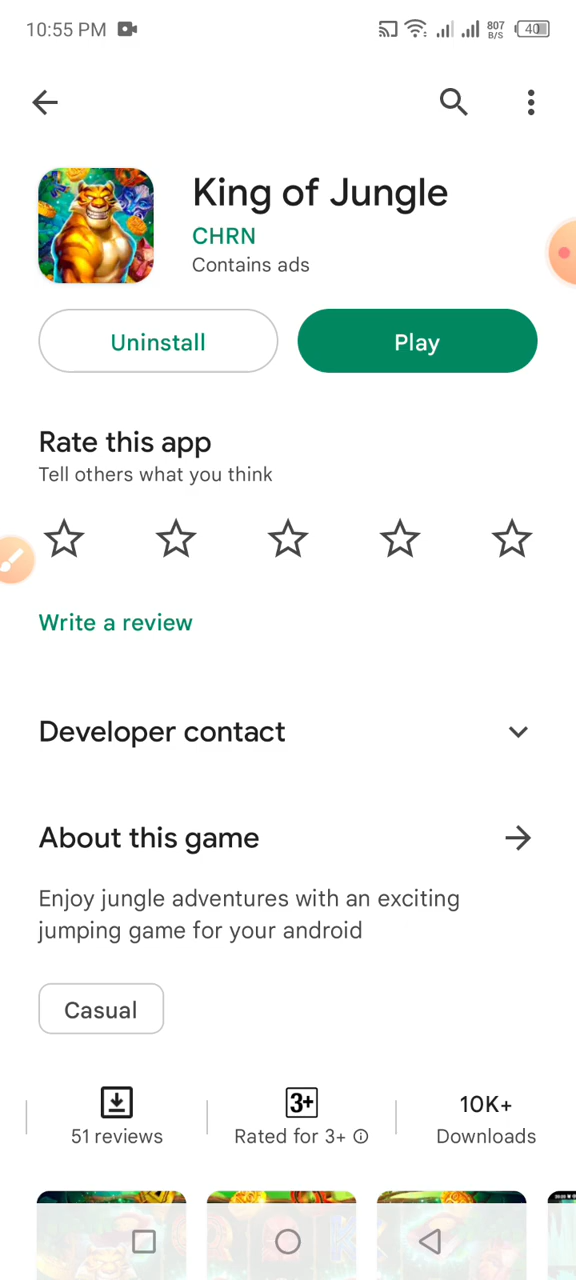 10:55 PM
807
B/S
40
King of Jungle
CHRN
Contains ads
Uninstall
Play
Rate this app
Tell others what you think
Write a review
Developer contact
About this game
Enjoy jungle adventures with an exciting
jumping game for your android
Casual
3+
10K+
51 reviews
Rated for 3+
Downloads